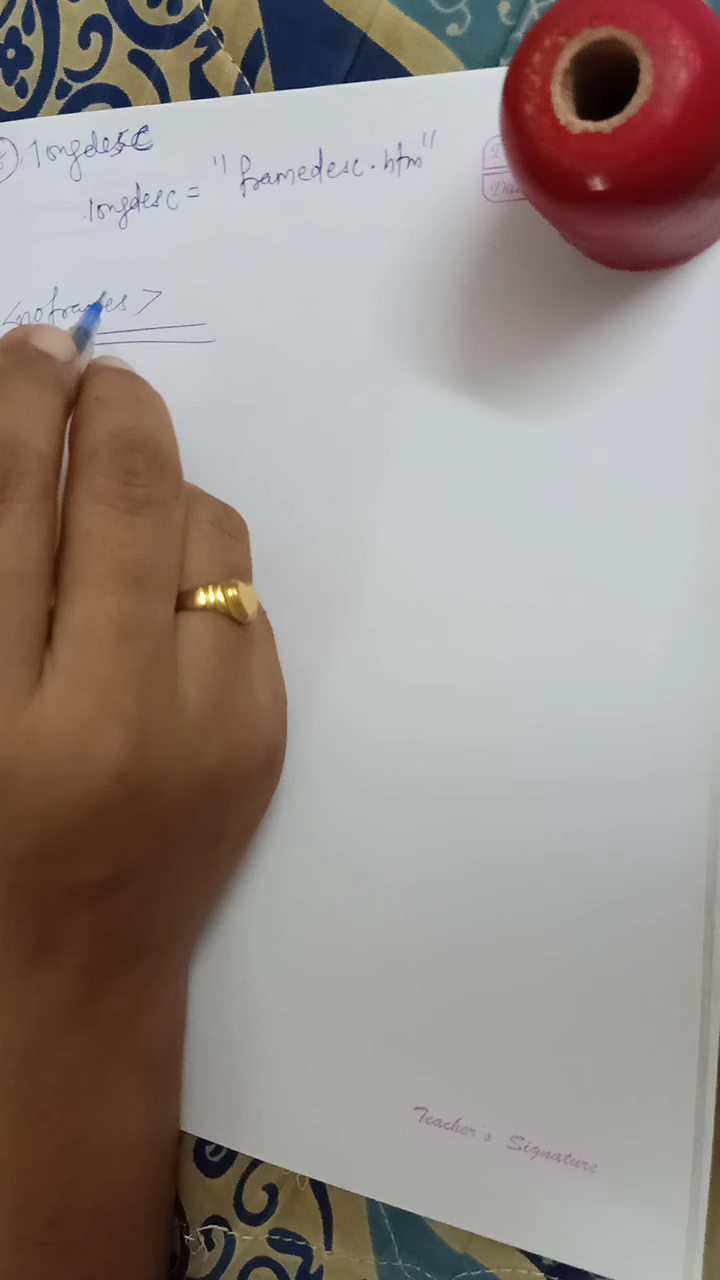 longdesc
longdesc = "framedesc.htm"
<noframes>
Teacher's Signature